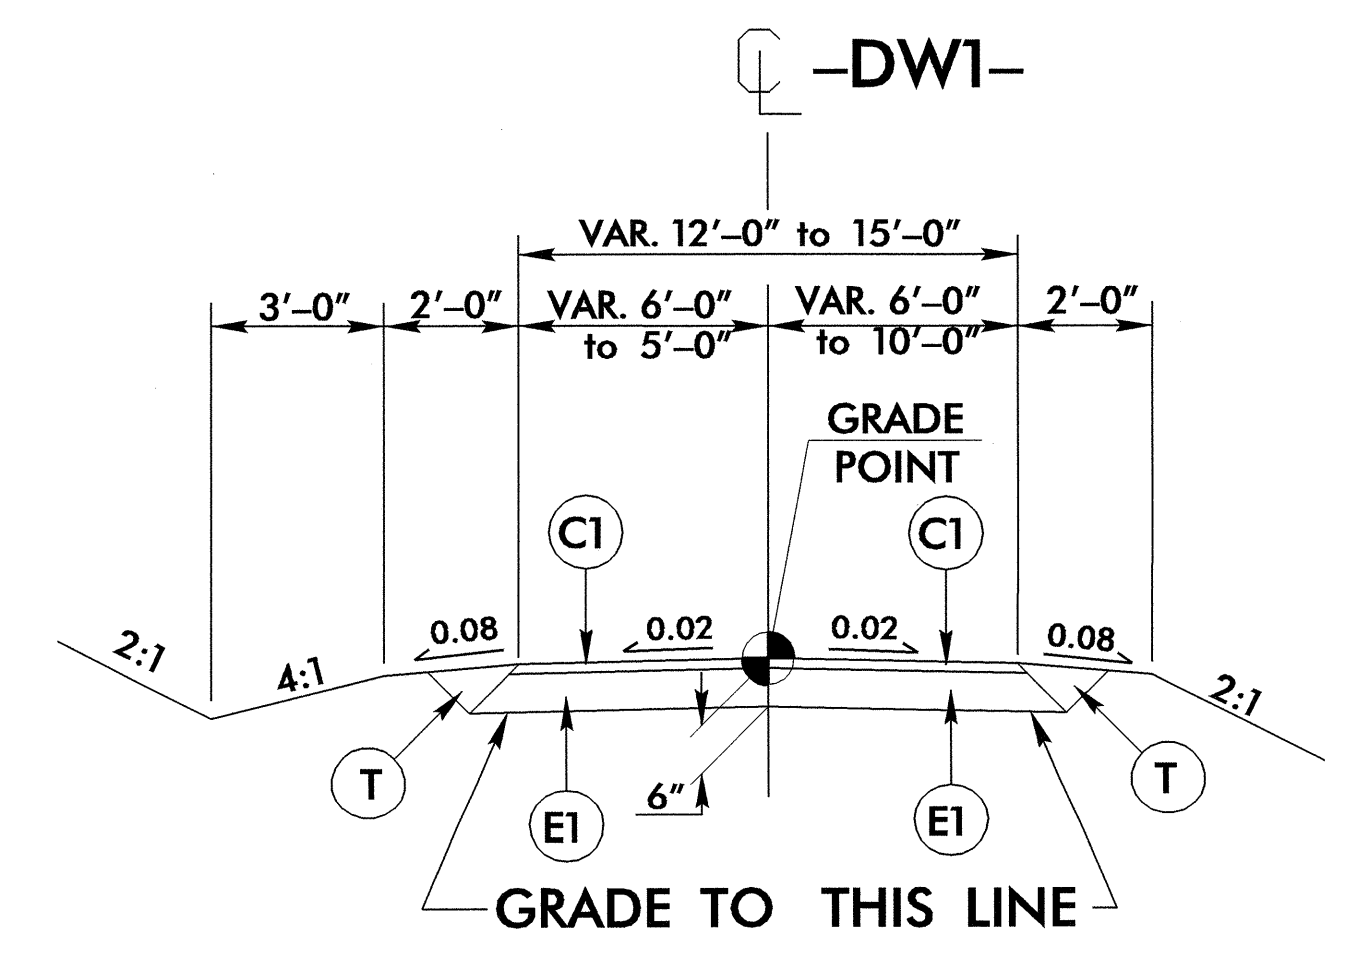 ℄ –DW1–
VAR. 12'–0" to 15'–0"
3'–0"
2'–0"
VAR. 6'–0"
to 5'–0"
VAR. 6'–0"
to 10'–0"
2'–0"
GRADE
POINT
C1
C1
2:1
4:1
0.08
0.02
0.02
0.08
2:1
T
E1
6"
E1
T
GRADE TO THIS LINE